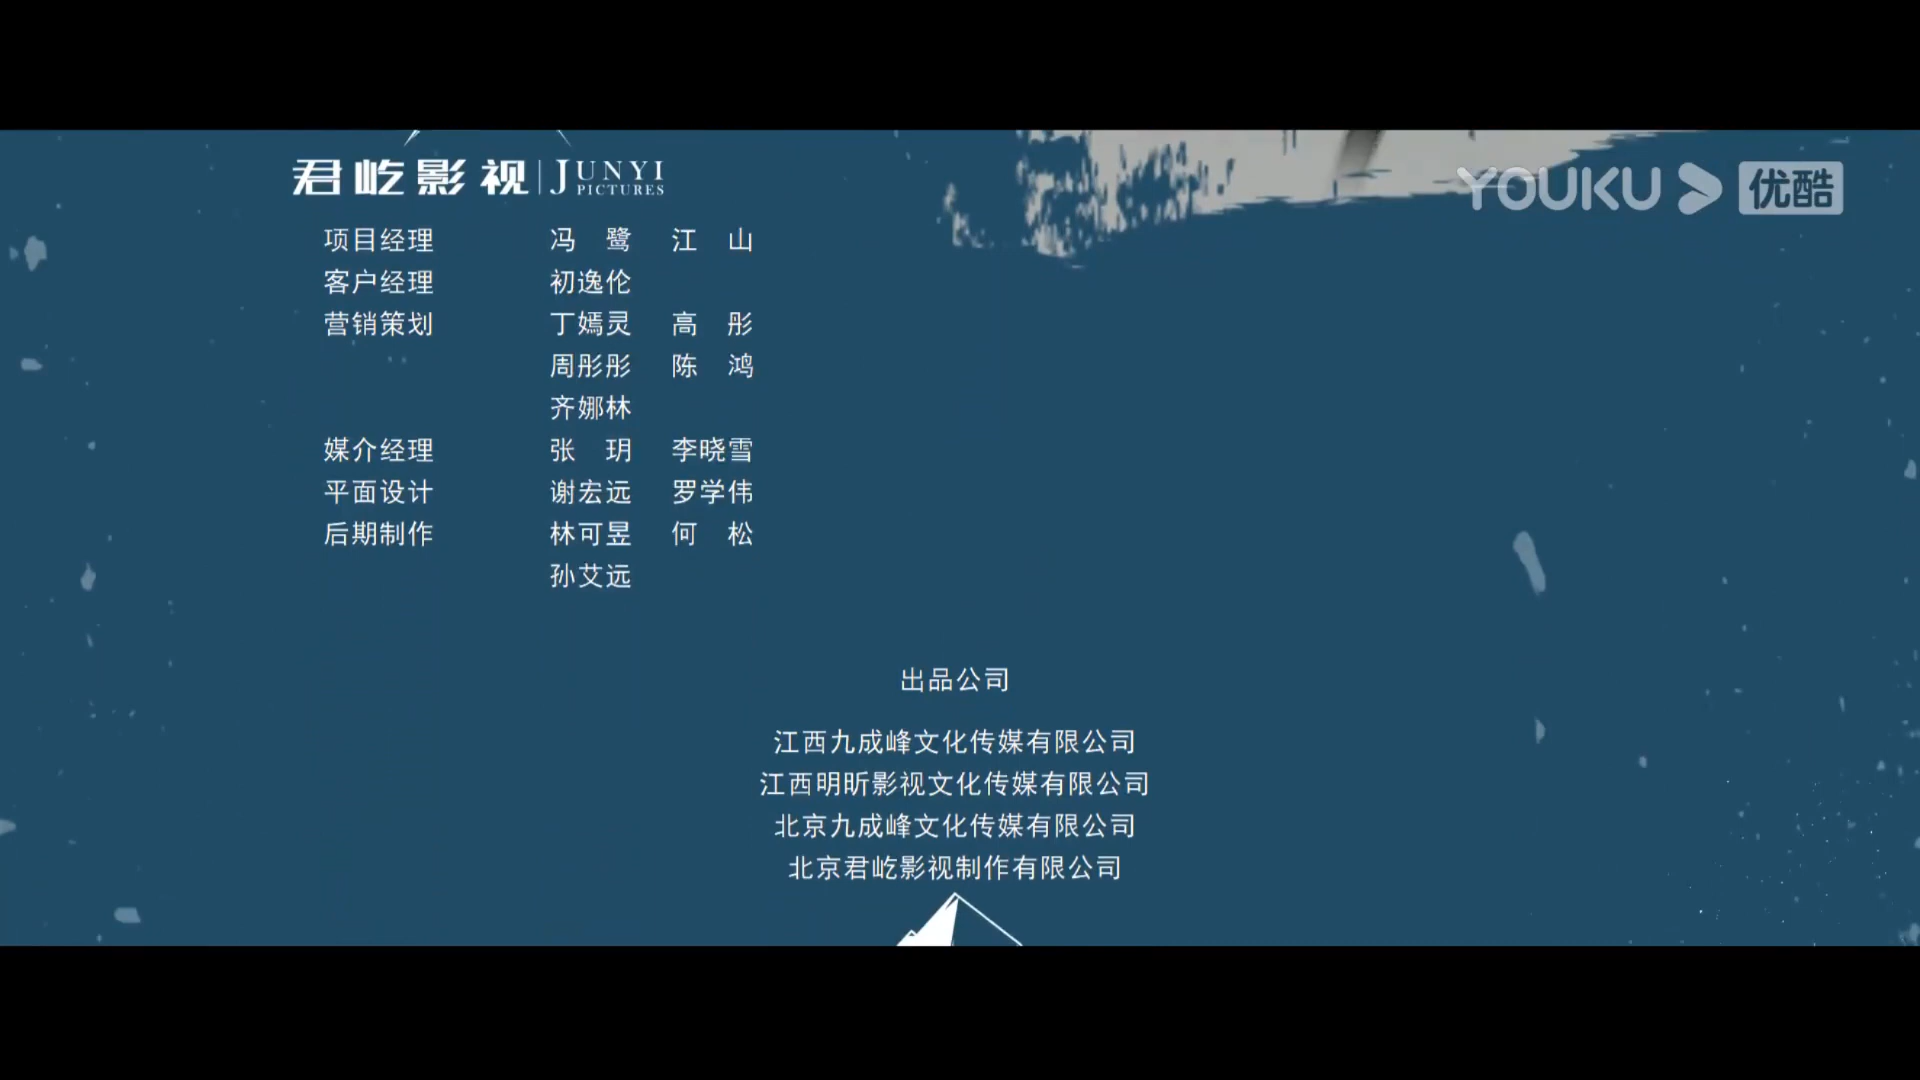 君屹影视 JUNYI PICTURES
YOUKU 优酷
项目经理 冯 鹭 江 山
客户经理 初逸伦
营销策划 丁嫣灵 高 彤
周彤彤 陈 鸿
齐娜林
媒介经理 张 玥 李晓雪
平面设计 谢宏远 罗学伟
后期制作 林可昱 何 松
孙艾远
出品公司
江西九成峰文化传媒有限公司
江西明昕影视文化传媒有限公司
北京九成峰文化传媒有限公司
北京君屹影视制作有限公司